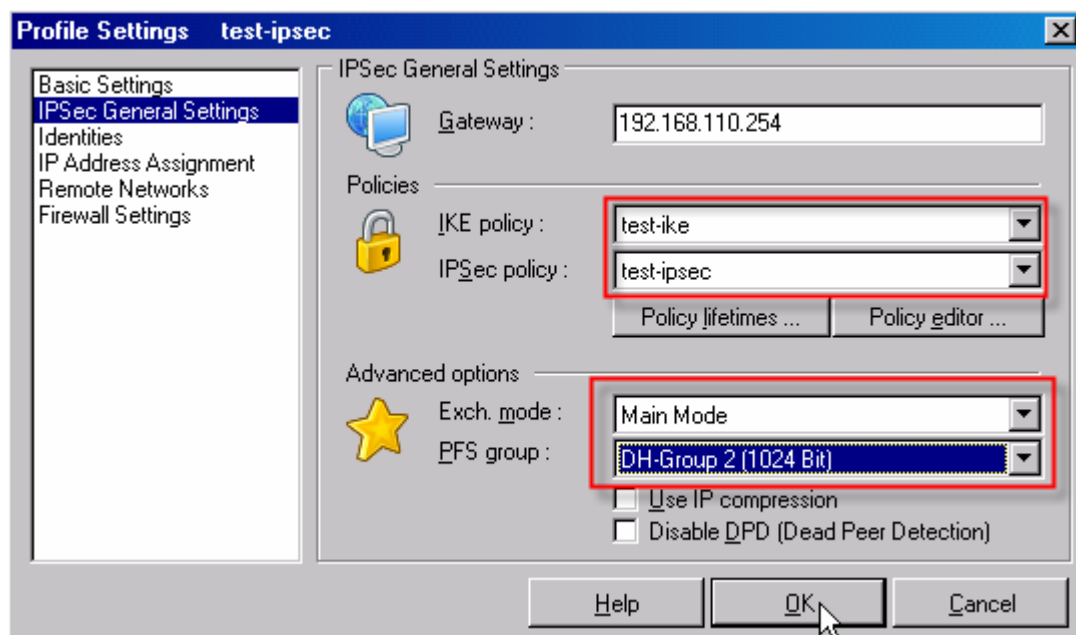 Profile Settings test-ipsec
Basic Settings
IPSec General Settings
Identities
IP Address Assignment
Remote Networks
Firewall Settings
IPSec General Settings
Gateway : 192.168.110.254
Policies
IKE policy : test-ike
IPSec policy : test-ipsec
Policy lifetimes ... Policy editor ...
Advanced options
Exch. mode : Main Mode
PFS group : DH-Group 2 (1024 Bit)
Use IP compression
Disable DPD (Dead Peer Detection)
Help OK Cancel